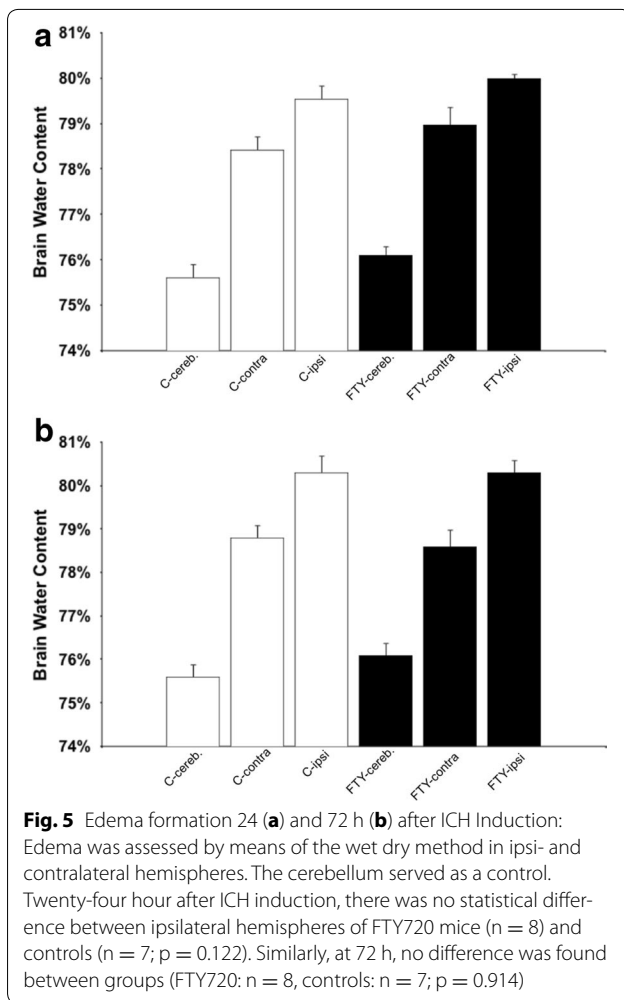 a
81%
80%
79%
78%
77%
76%
75%
74%
Brain Water Content
C-cereb.
C-contra
C-ipsi
FTY-cereb.
FTY-contra
FTY-ipsi
b
81%
80%
79%
78%
77%
76%
75%
74%
Brain Water Content
C-cereb.
C-contra
C-ipsi
FTY-cereb.
FTY-contra
FTY-ipsi
Fig. 5 Edema formation 24 (a) and 72 h (b) after ICH Induction:
Edema was assessed by means of the wet dry method in ipsi- and
contralateral hemispheres. The cerebellum served as a control.
Twenty-four hour after ICH induction, there was no statistical differ-
ence between ipsilateral hemispheres of FTY720 mice (n = 8) and
controls (n = 7; p = 0.122). Similarly, at 72 h, no difference was found
between groups (FTY720: n = 8, controls: n = 7; p = 0.914)